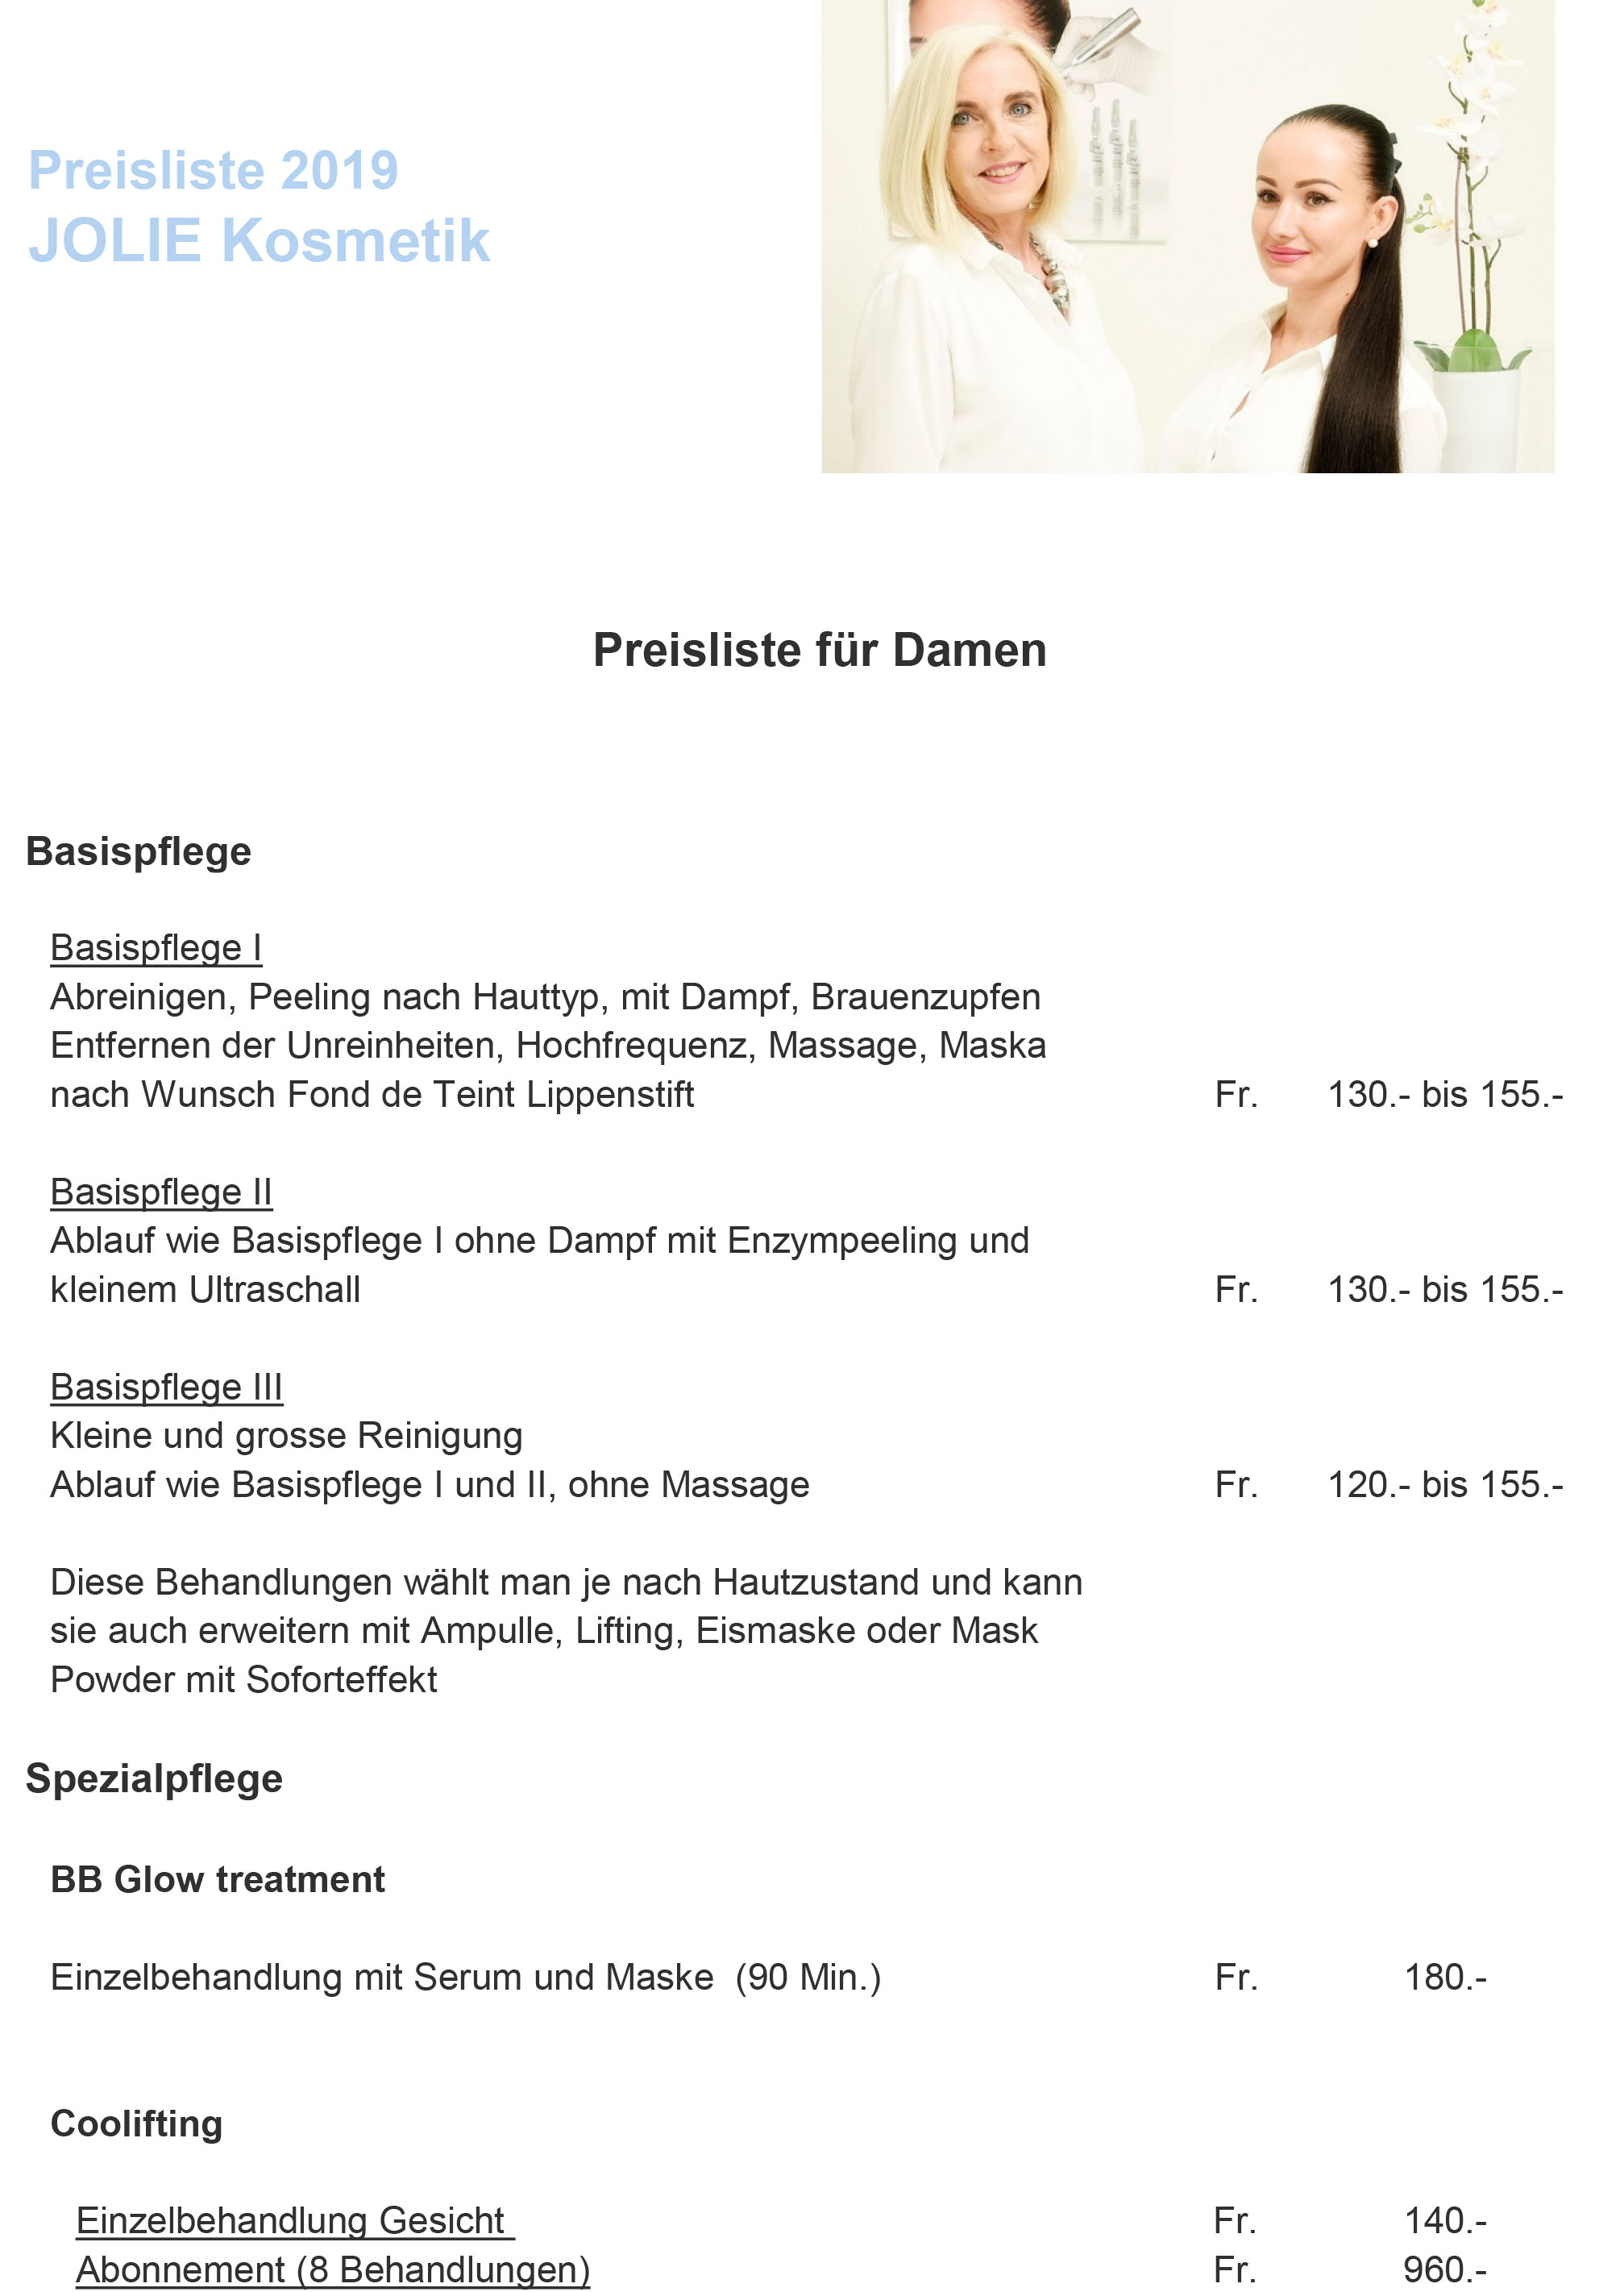 Preisliste 2019
JOLIE Kosmetik
Preisliste für Damen
Basispflege
Basispflege I
Abreinigen, Peeling nach Hauttyp, mit Dampf, Brauenzupfen
Entfernen der Unreinheiten, Hochfrequenz, Massage, Maska
nach Wunsch Fond de Teint Lippenstift Fr. 130.- bis 155.-
Basispflege II
Ablauf wie Basispflege I ohne Dampf mit Enzympeeling und
kleinem Ultraschall Fr. 130.- bis 155.-
Basispflege III
Kleine und grosse Reinigung
Ablauf wie Basispflege I und II, ohne Massage Fr. 120.- bis 155.-
Diese Behandlungen wählt man je nach Hautzustand und kann
sie auch erweitern mit Ampulle, Lifting, Eismaske oder Mask
Powder mit Soforteffekt
Spezialpflege
BB Glow treatment
Einzelbehandlung mit Serum und Maske (90 Min.) Fr. 180.-
Coolifting
Einzelbehandlung Gesicht Fr. 140.-
Abonnement (8 Behandlungen) Fr. 960.-